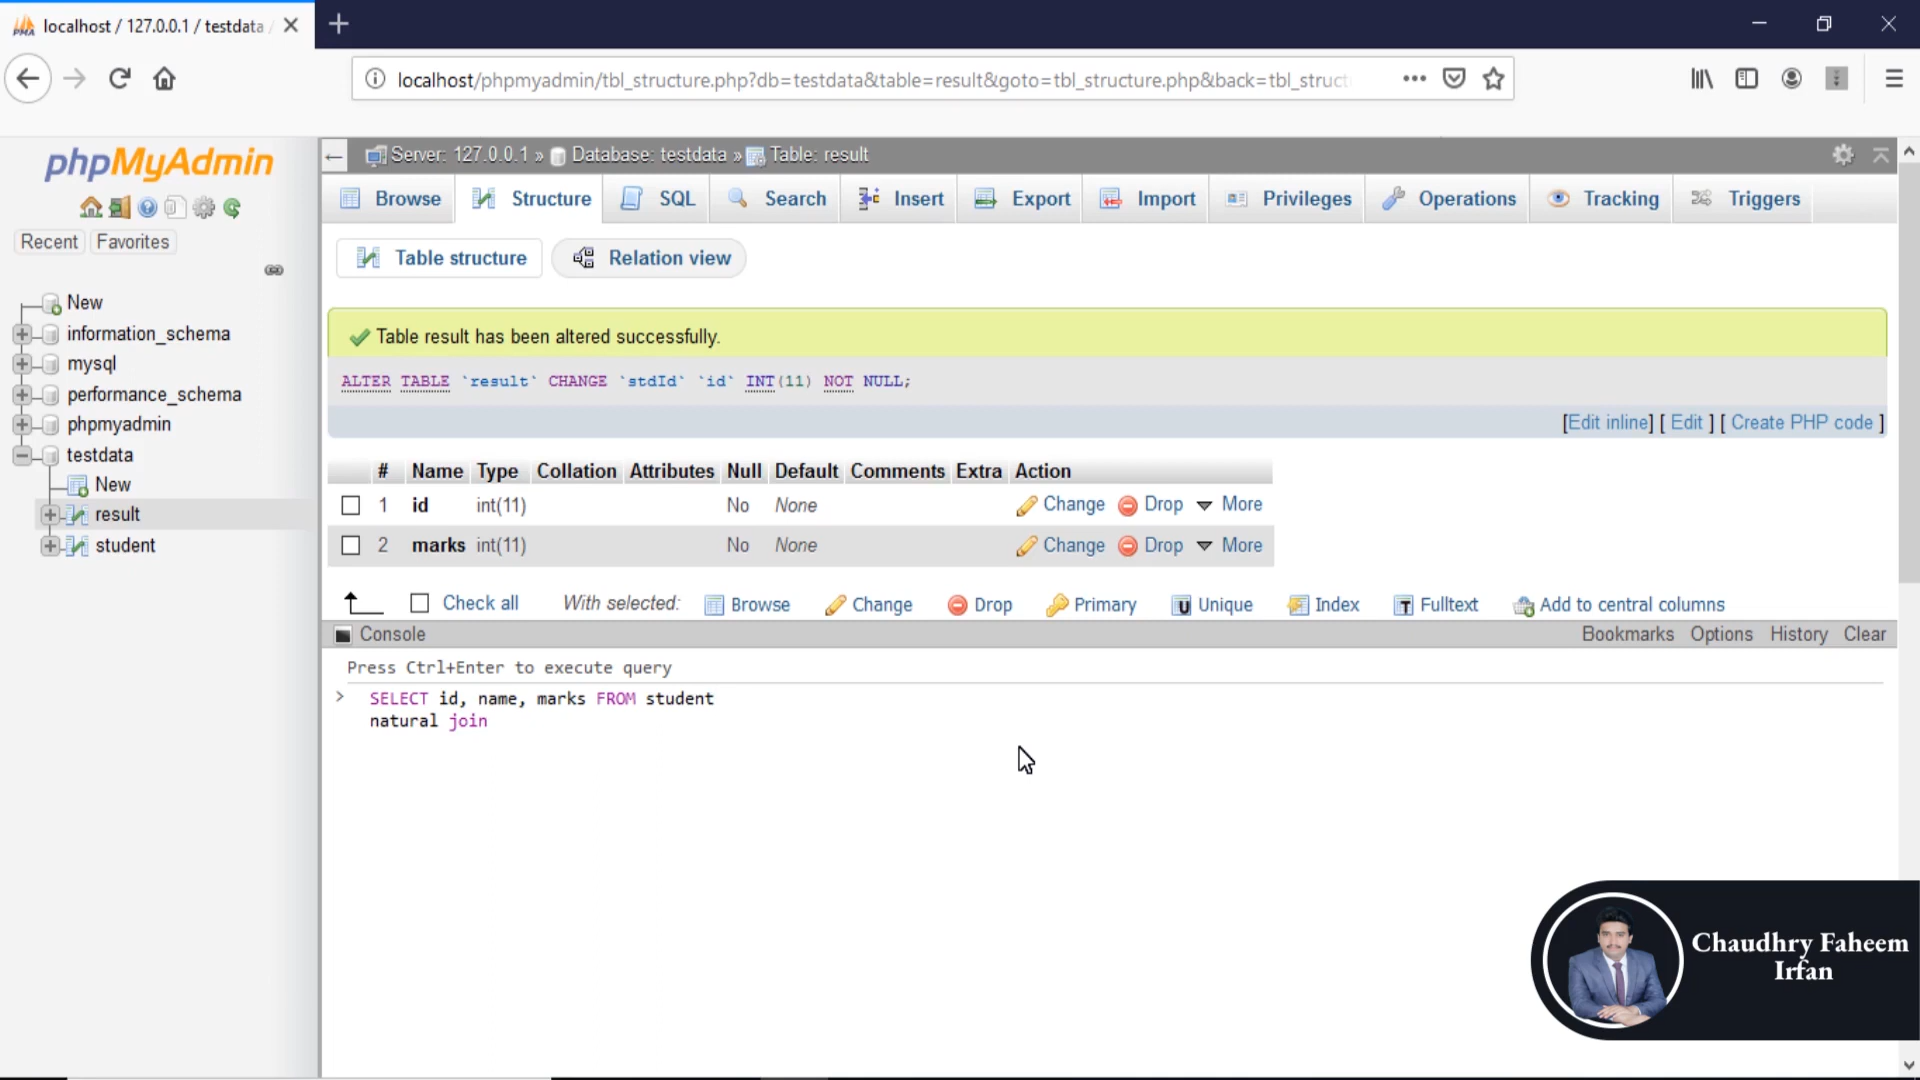 localhost / 127.0.0.1 / testdata /
localhost/phpmyadmin/tbl_structure.php?db=testdata&table=result&goto=tbl_structure.php&back=tbl_struct
phpMyAdmin
Recent Favorites
New
information_schema
mysql
performance_schema
phpmyadmin
testdata
New
result
student
Server: 127.0.0.1 » Database: testdata » Table: result
Browse Structure SQL Search Insert Export Import Privileges Operations Tracking Triggers
Table structure Relation view
Table result has been altered successfully.
ALTER TABLE `result` CHANGE `stdId` `id` INT(11) NOT NULL;
[Edit inline] [ Edit ] [ Create PHP code ]
# Name Type Collation Attributes Null Default Comments Extra Action
1 id int(11) No None Change Drop More
2 marks int(11) No None Change Drop More
Check all With selected: Browse Change Drop Primary Unique Index Fulltext Add to central columns
Console Bookmarks Options History Clear
Press Ctrl+Enter to execute query
> SELECT id, name, marks FROM student
natural join
Chaudhry Faheem
Irfan